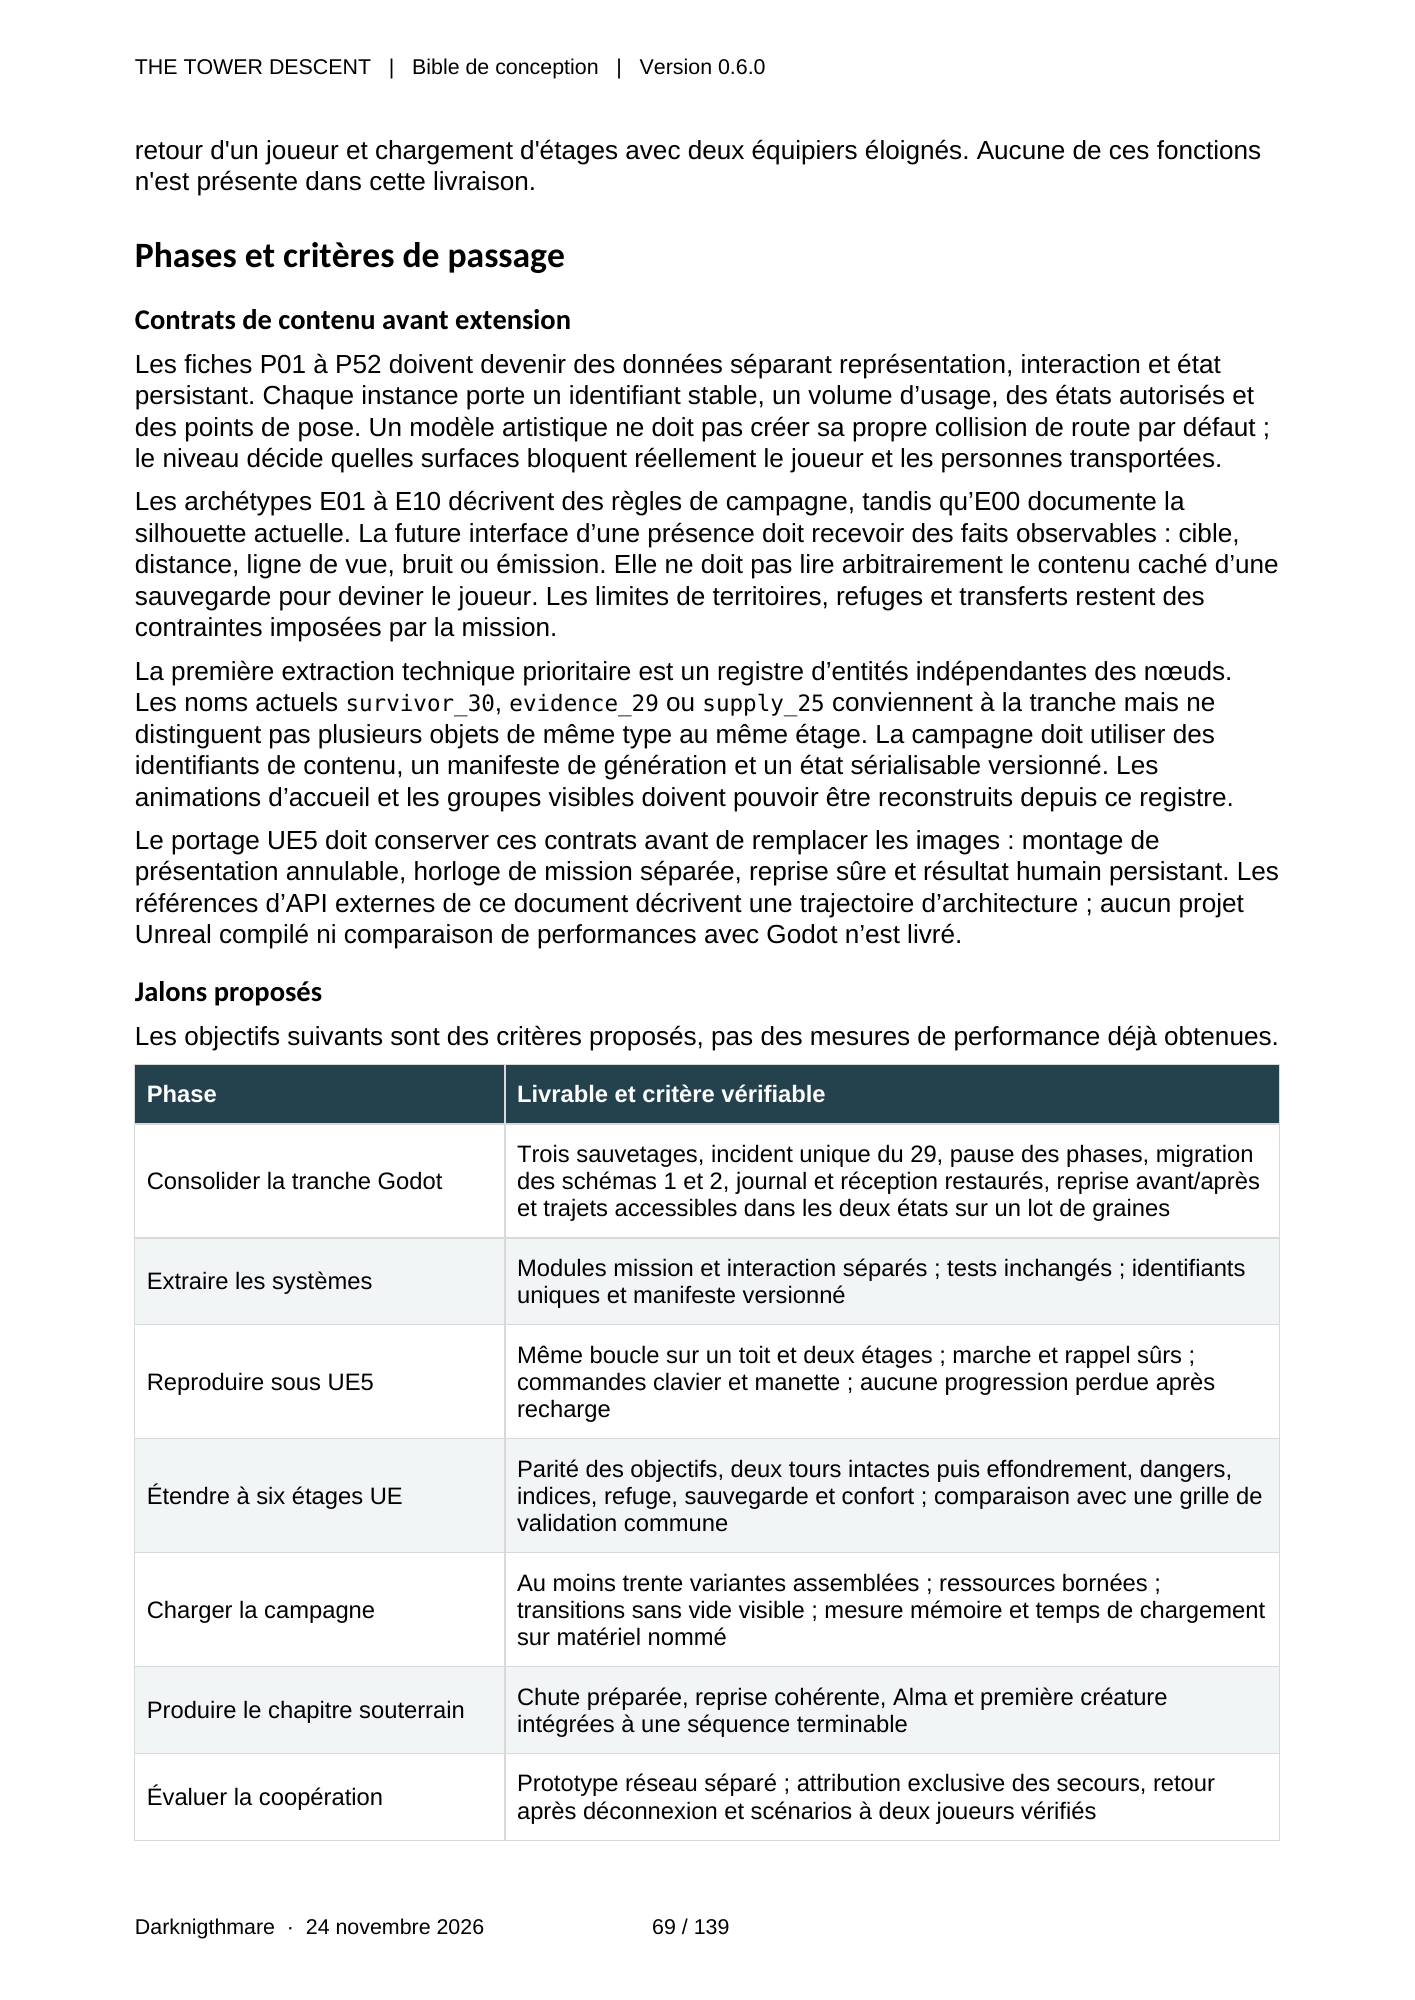 THE TOWER DESCENT | Bible de conception | Version 0.6.0
retour d'un joueur et chargement d'étages avec deux équipiers éloignés. Aucune de ces fonctions
n'est présente dans cette livraison.
Phases et critères de passage
Contrats de contenu avant extension
Les fiches P01 à P52 doivent devenir des données séparant représentation, interaction et état
persistant. Chaque instance porte un identifiant stable, un volume d’usage, des états autorisés et
des points de pose. Un modèle artistique ne doit pas créer sa propre collision de route par défaut ;
le niveau décide quelles surfaces bloquent réellement le joueur et les personnes transportées.
Les archétypes E01 à E10 décrivent des règles de campagne, tandis qu’E00 documente la
silhouette actuelle. La future interface d’une présence doit recevoir des faits observables : cible,
distance, ligne de vue, bruit ou émission. Elle ne doit pas lire arbitrairement le contenu caché d’une
sauvegarde pour deviner le joueur. Les limites de territoires, refuges et transferts restent des
contraintes imposées par la mission.
La première extraction technique prioritaire est un registre d’entités indépendantes des nœuds.
Les noms actuels survivor_30, evidence_29 ou supply_25 conviennent à la tranche mais ne
distinguent pas plusieurs objets de même type au même étage. La campagne doit utiliser des
identifiants de contenu, un manifeste de génération et un état sérialisable versionné. Les
animations d’accueil et les groupes visibles doivent pouvoir être reconstruits depuis ce registre.
Le portage UE5 doit conserver ces contrats avant de remplacer les images : montage de
présentation annulable, horloge de mission séparée, reprise sûre et résultat humain persistant. Les
références d’API externes de ce document décrivent une trajectoire d’architecture ; aucun projet
Unreal compilé ni comparaison de performances avec Godot n’est livré.
Jalons proposés
Les objectifs suivants sont des critères proposés, pas des mesures de performance déjà obtenues.
Phase
Livrable et critère vérifiable
Consolider la tranche Godot
Trois sauvetages, incident unique du 29, pause des phases, migration
des schémas 1 et 2, journal et réception restaurés, reprise avant/après
et trajets accessibles dans les deux états sur un lot de graines
Extraire les systèmes
Modules mission et interaction séparés ; tests inchangés ; identifiants
uniques et manifeste versionné
Reproduire sous UE5
Même boucle sur un toit et deux étages ; marche et rappel sûrs ;
commandes clavier et manette ; aucune progression perdue après
recharge
Étendre à six étages UE
Parité des objectifs, deux tours intactes puis effondrement, dangers,
indices, refuge, sauvegarde et confort ; comparaison avec une grille de
validation commune
Charger la campagne
Au moins trente variantes assemblées ; ressources bornées ;
transitions sans vide visible ; mesure mémoire et temps de chargement
sur matériel nommé
Produire le chapitre souterrain
Chute préparée, reprise cohérente, Alma et première créature
intégrées à une séquence terminable
Évaluer la coopération
Prototype réseau séparé ; attribution exclusive des secours, retour
après déconnexion et scénarios à deux joueurs vérifiés
Darknigthmare · 24 novembre 2026 69 / 139